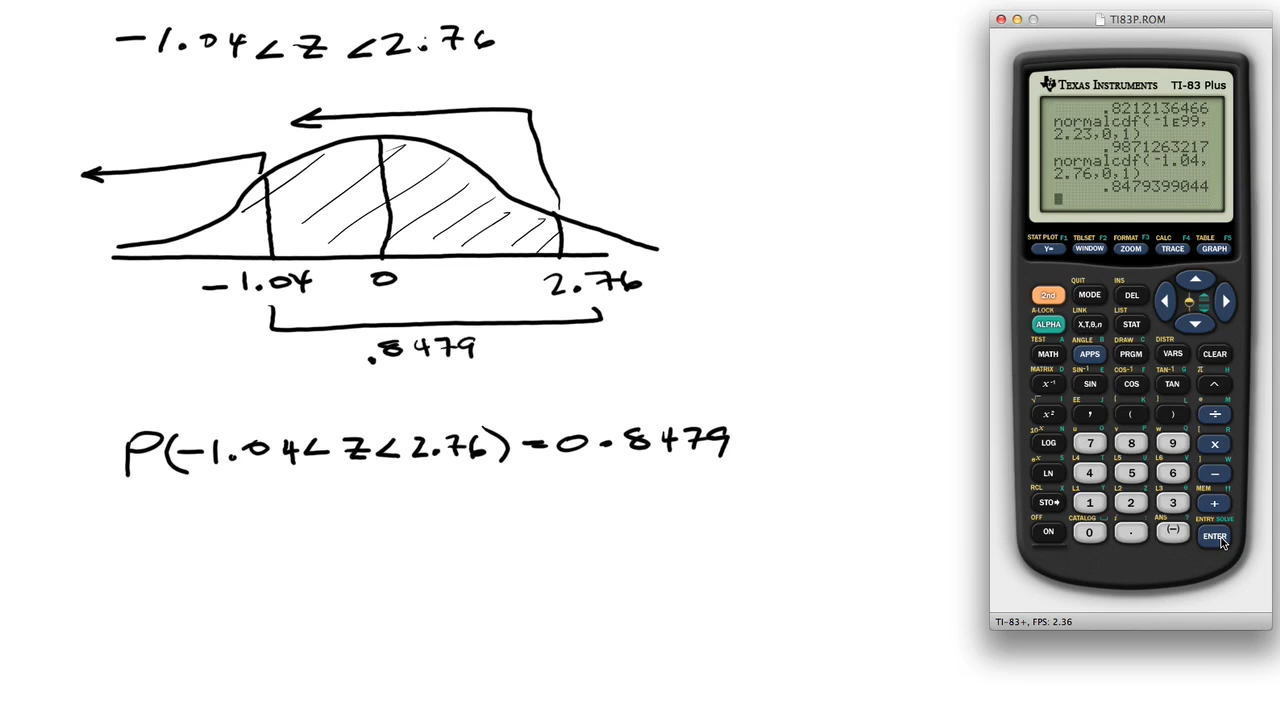 -1.04 < z < 2.76
-1.04 0 2.76
.8479
P(-1.04 < z < 2.76) = 0.8479
TI83P.ROM
TEXAS INSTRUMENTS TI-83 Plus
.8212136466
normalcdf(-1E99,
2.23,0,1)
.9871263217
normalcdf(-1.04,
2.76,0,1)
.8479399044
STAT PLOT F1 TBLSET F2 FORMAT F3 CALC F4 TABLE F5
Y= WINDOW ZOOM TRACE GRAPH
QUIT INS
2nd MODE DEL
A-LOCK LINK LIST
ALPHA X,T,θ,n STAT
TEST A ANGLE B DRAW C DISTR
MATH APPS PRGM VARS CLEAR
MATRIX D SIN⁻¹ E COS⁻¹ F TAN⁻¹ G π H
x⁻¹ SIN COS TAN ^
√ I EE J { K } L e M
x² , ( ) ÷
10ˣ N u O v P w Q [ R
LOG 7 8 9 ×
eˣ S L4 T L5 U L6 V ] W
LN 4 5 6 −
RCL X L1 Y L2 Z L3 θ MEM "
STO➔ 1 2 3 +
OFF CATALOG ⎵ i : ANS ? ENTRY SOLVE
ON 0 . (−) ENTER
TI-83+, FPS: 2.36